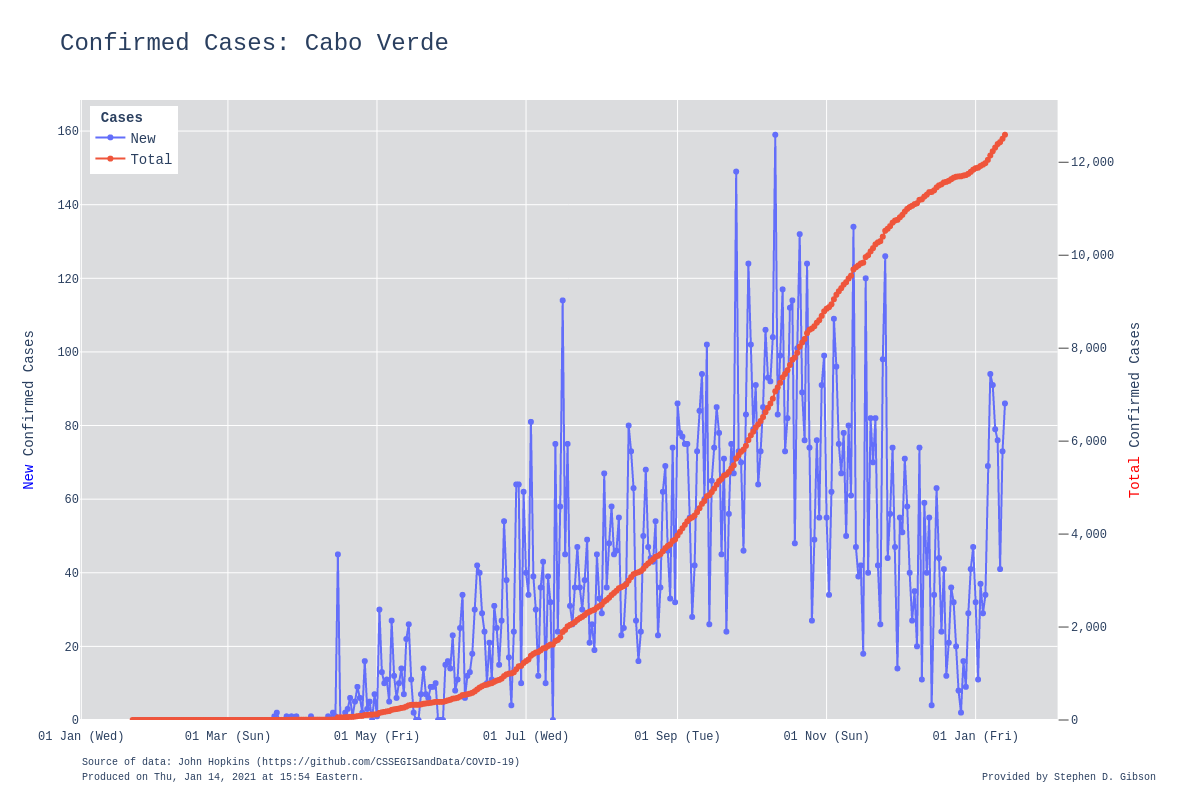 Confirmed Cases: Cabo Verde
Cases
New
Total
160
140
120
100
80
60
40
20
0
12,000
10,000
8,000
6,000
4,000
2,000
0
New Confirmed Cases
Total Confirmed Cases
01 Jan (Wed)
01 Mar (Sun)
01 May (Fri)
01 Jul (Wed)
01 Sep (Tue)
01 Nov (Sun)
01 Jan (Fri)
Source of data: John Hopkins (https://github.com/CSSEGISandData/COVID-19)
Produced on Thu, Jan 14, 2021 at 15:54 Eastern.
Provided by Stephen D. Gibson